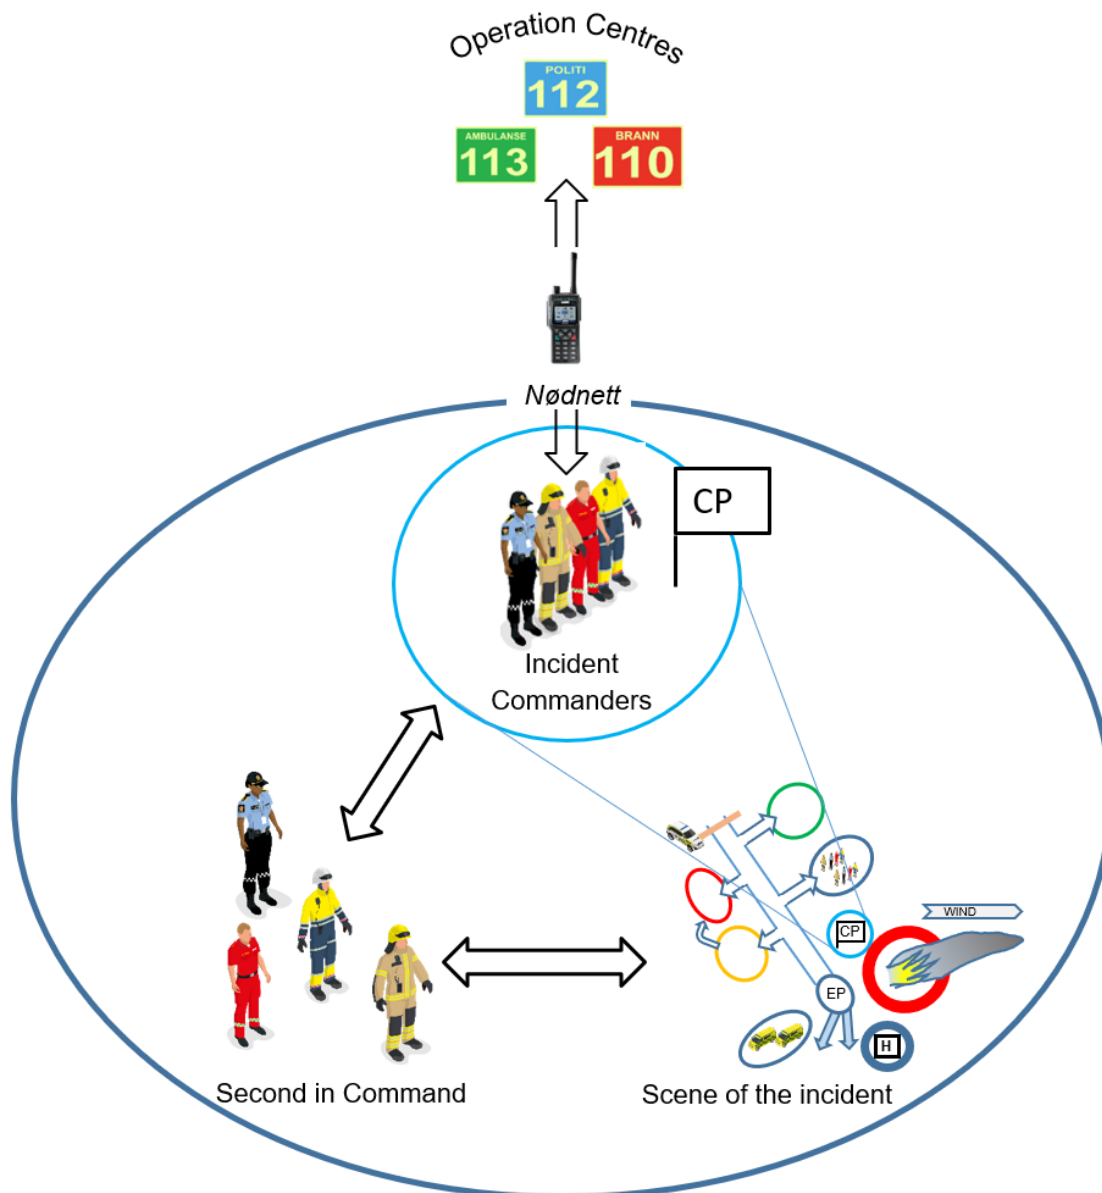 Operation Centres
POLITI
112
AMBULANSE
113
BRANN
110
Nødnett
CP
Incident
Commanders
WIND
CP
EP
H
Second in Command
Scene of the incident